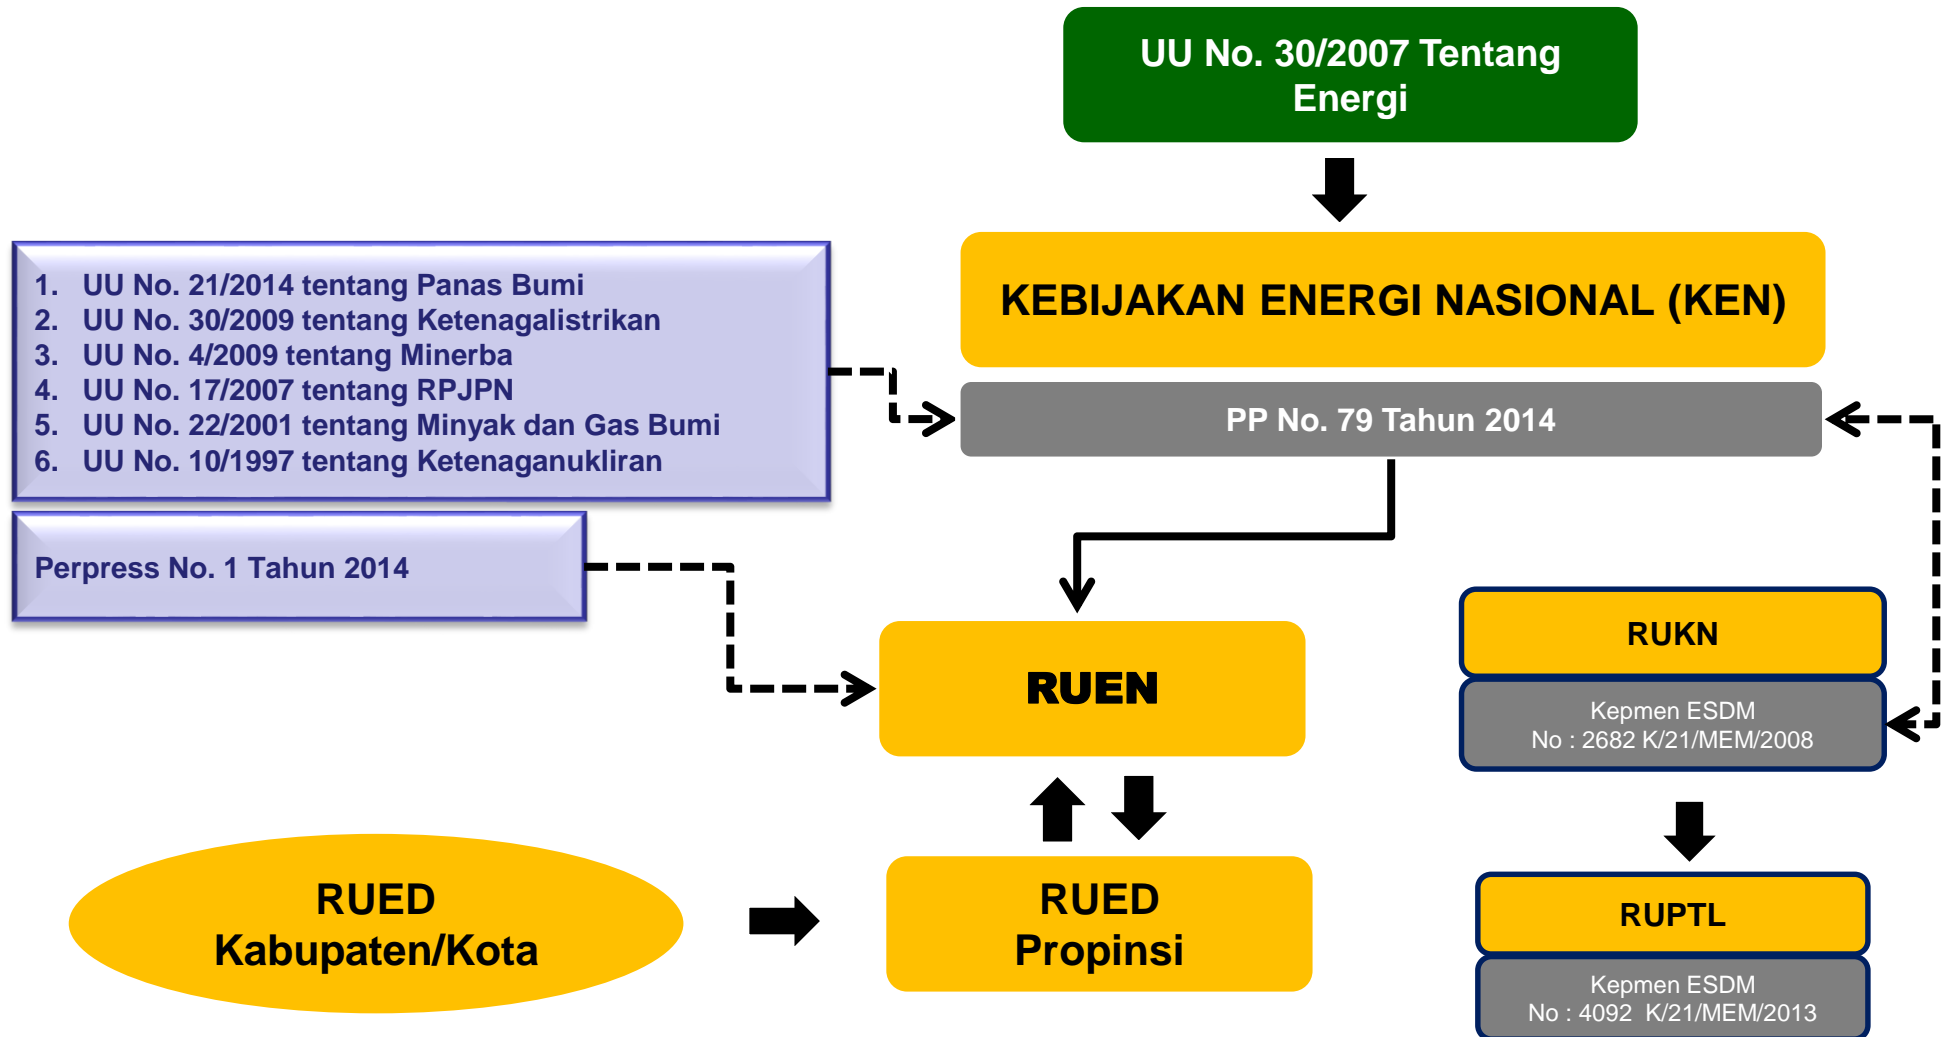 UU No. 30/2007 Tentang
Energi
KEBIJAKAN ENERGI NASIONAL (KEN)
PP No. 79 Tahun 2014
1. UU No. 21/2014 tentang Panas Bumi
2. UU No. 30/2009 tentang Ketenagalistrikan
3. UU No. 4/2009 tentang Minerba
4. UU No. 17/2007 tentang RPJPN
5. UU No. 22/2001 tentang Minyak dan Gas Bumi
6. UU No. 10/1997 tentang Ketenaganukliran
Perpress No. 1 Tahun 2014
RUEN
RUKN
Kepmen ESDM
No : 2682 K/21/MEM/2008
RUED
Kabupaten/Kota
RUED
Propinsi
RUPTL
Kepmen ESDM
No : 4092 K/21/MEM/2013